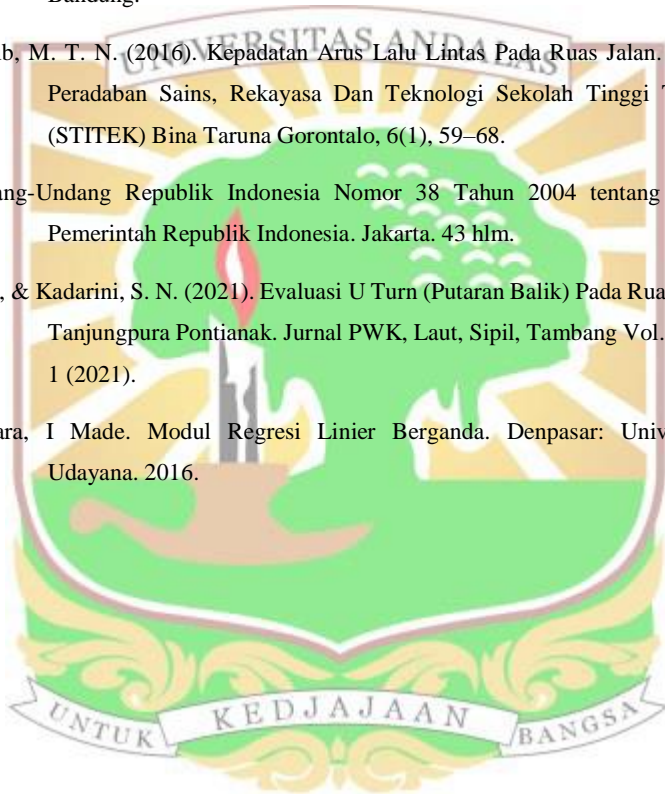 Bandung.
UNIVERSITAS ANDALAS
b, M. T. N. (2016). Kepadatan Arus Lalu Lintas Pada Ruas Jalan.
Peradaban Sains, Rekayasa Dan Teknologi Sekolah Tinggi T
(STITEK) Bina Taruna Gorontalo, 6(1), 59–68.
ang-Undang Republik Indonesia Nomor 38 Tahun 2004 tentang
Pemerintah Republik Indonesia. Jakarta. 43 hlm.
, & Kadarini, S. N. (2021). Evaluasi U Turn (Putaran Balik) Pada Rua
Tanjungpura Pontianak. Jurnal PWK, Laut, Sipil, Tambang Vol.
1 (2021).
ara, I Made. Modul Regresi Linier Berganda. Denpasar: Univ
Udayana. 2016.
UNTUK KEDJAJAAN BANGSA